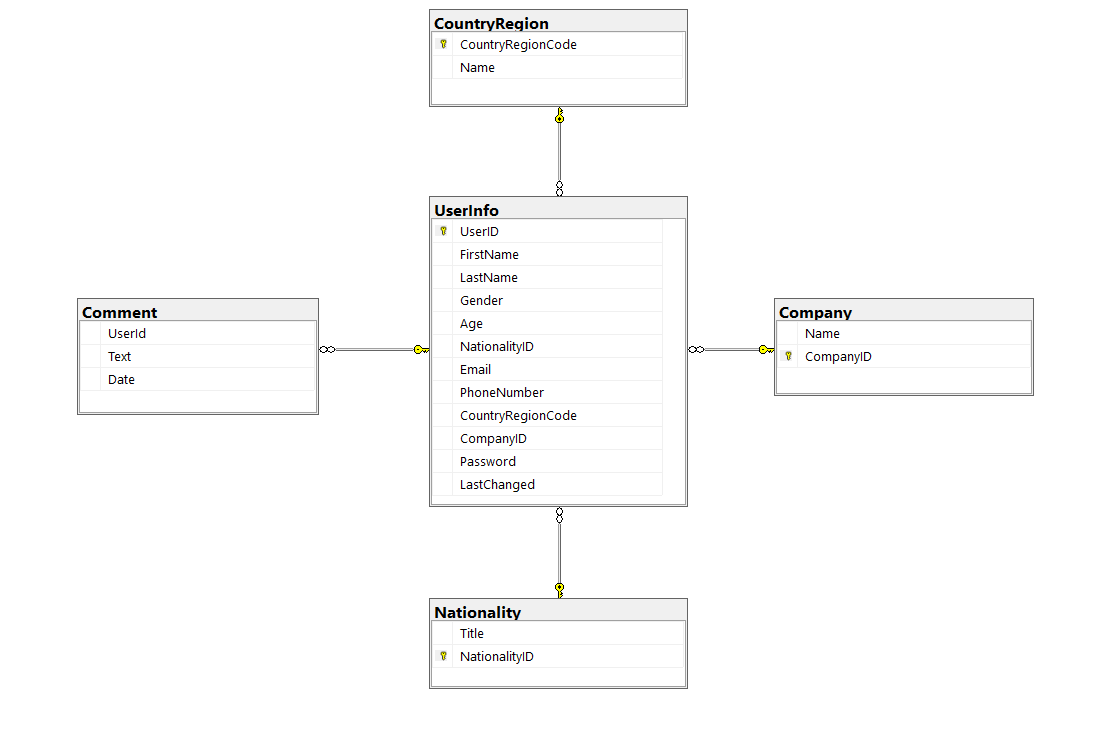 CountryRegion
CountryRegionCode
Name
UserInfo
UserID
FirstName
LastName
Gender
Age
NationalityID
Email
PhoneNumber
CountryRegionCode
CompanyID
Password
LastChanged
Comment
UserId
Text
Date
Company
Name
CompanyID
Nationality
Title
NationalityID